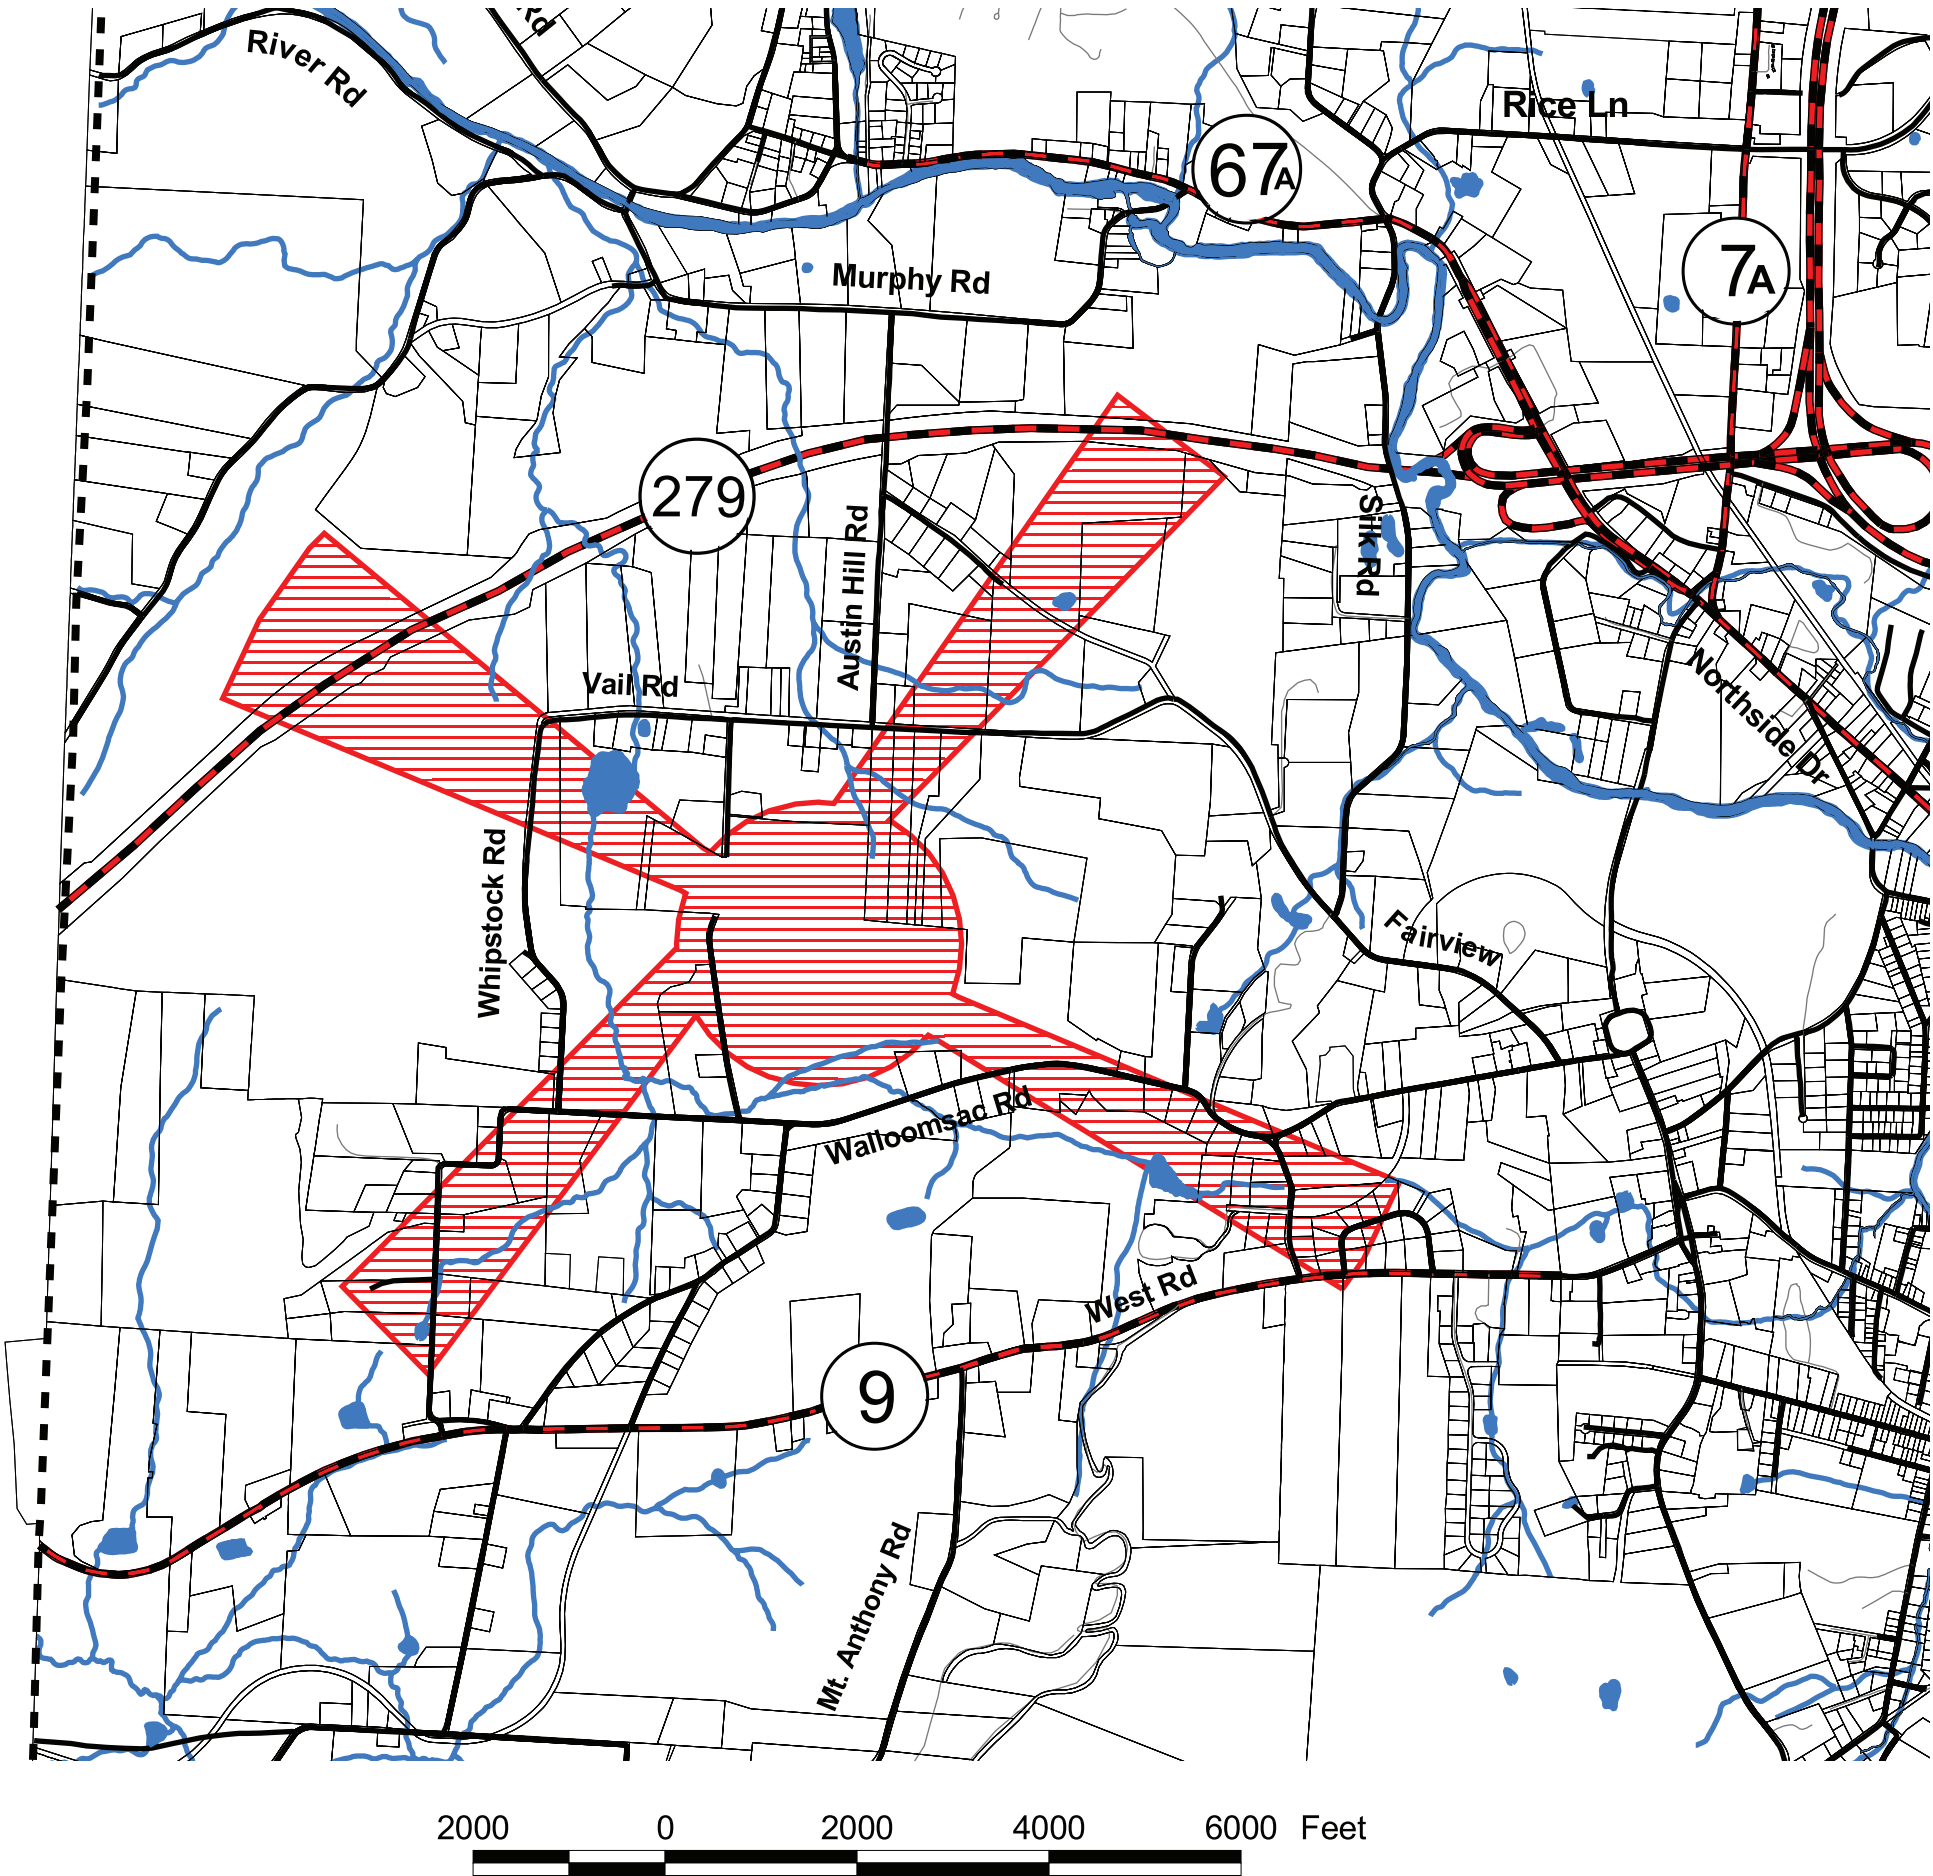 Rd
River Rd
Rice Ln
67A
7A
Murphy Rd
279
Austin Hill Rd
Silk Rd
Vail Rd
Northside Dr
Whipstock Rd
Fairview
Walloomsac Rd
West Rd
9
Mt. Anthony Rd
2000 0 2000 4000 6000 Feet